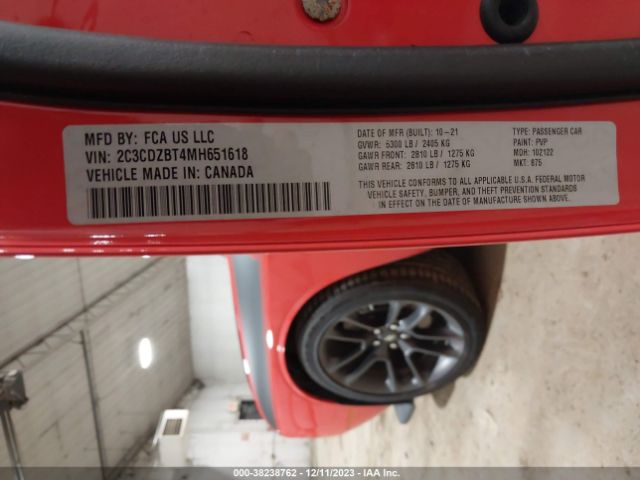 MFD BY: FCA US LLC
VIN: 2C3CDZBT4MH651618
VEHICLE MADE IN: CANADA
DATE OF MFR (BUILT): 10-21
GVWR: 5300 LB / 2405 KG
GAWR FRONT: 2810 LB / 1275 KG
GAWR REAR: 2810 LB / 1275 KG
TYPE: PASSENGER CAR
PAINT: PVP
MDH: 102122
MKT: 875
THIS VEHICLE CONFORMS TO ALL APPLICABLE U.S.A. FEDERAL MOTOR
VEHICLE SAFETY, BUMPER, AND THEFT PREVENTION STANDARDS
IN EFFECT ON THE DATE OF MANUFACTURE SHOWN ABOVE.
000-38238762 - 12/11/2023 - IAA Inc.